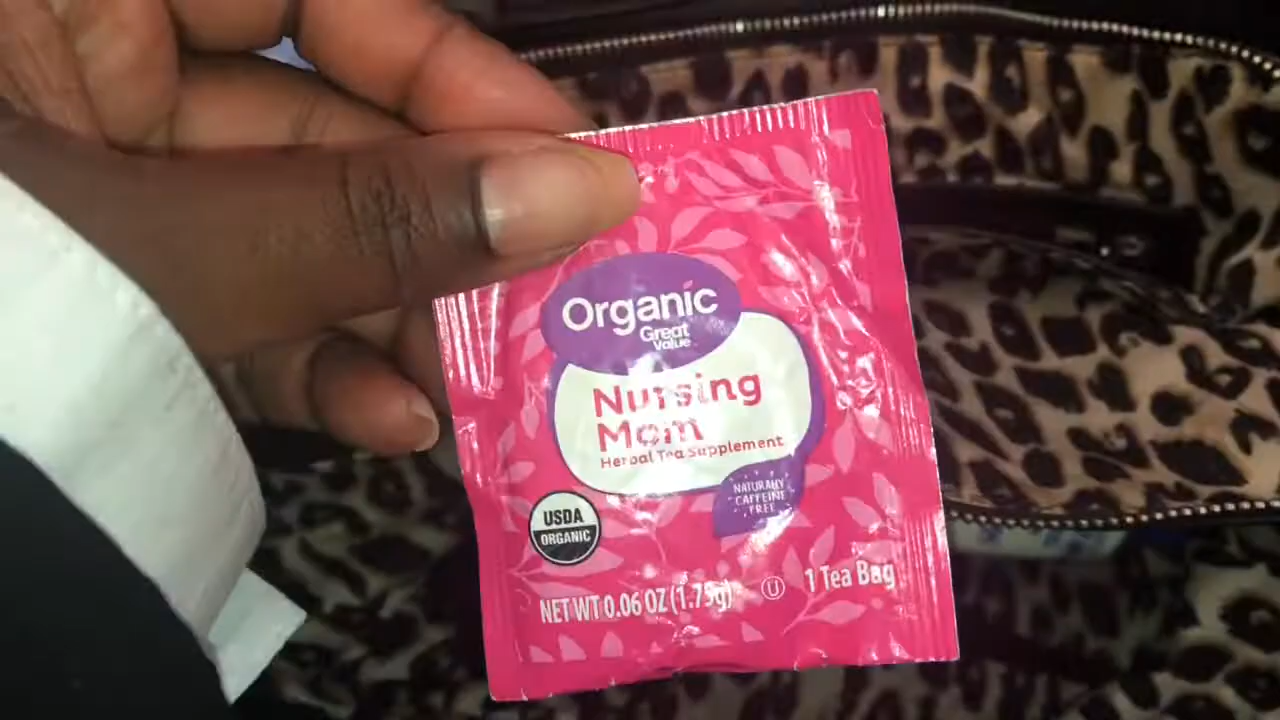 Organic
Great
Value
Nursing
Mom
Herbal Tea Supplement
NATURALLY
CAFFEINE
FREE
USDA
ORGANIC
NET WT 0.06 OZ (1.75g)
U
1 Tea Bag